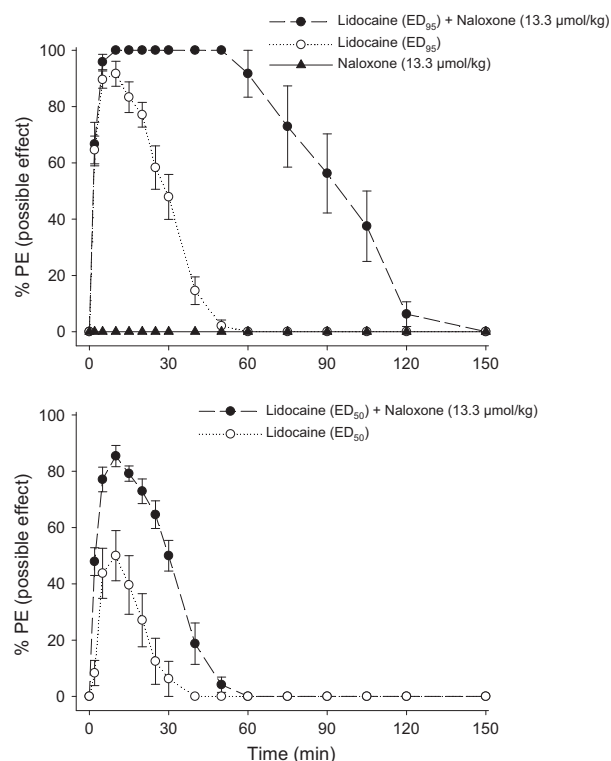 Lidocaine (ED95) + Naloxone (13.3 μmol/kg)
Lidocaine (ED95)
Naloxone (13.3 μmol/kg)
100
80
60
40
20
0
% PE (possible effect)
0 30 60 90 120 150
Lidocaine (ED50) + Naloxone (13.3 μmol/kg)
Lidocaine (ED50)
100
80
60
40
20
0
% PE (possible effect)
0 30 60 90 120 150
Time (min)